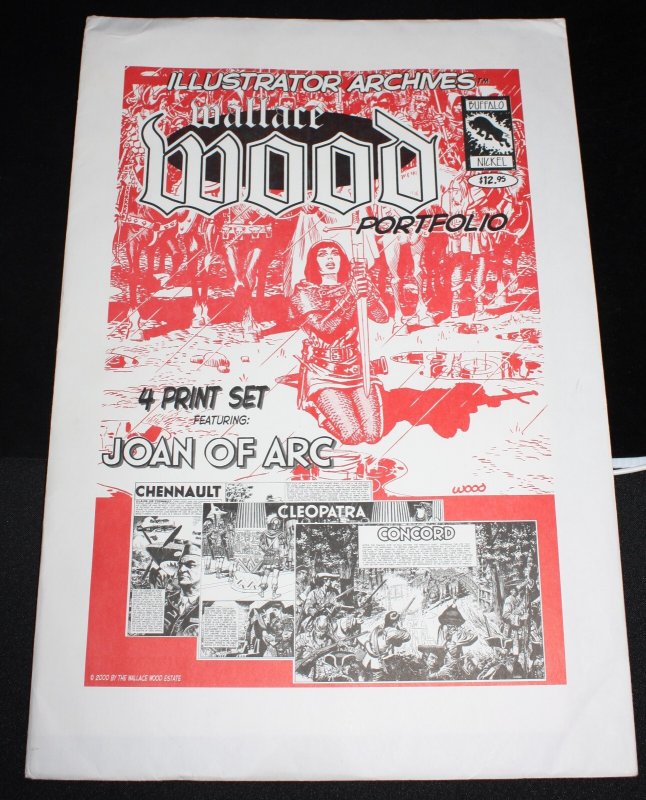 ILLUSTRATOR ARCHIVES™
wallace
BUFFALO
wood
NICKEL
$12.95
PORTFOLIO
4 PRINT SET
FEATURING:
JOAN OF ARC
WOOD
CHENNAULT
CLEOPATRA
CONCORD
© 2000 BY THE WALLACE WOOD ESTATE